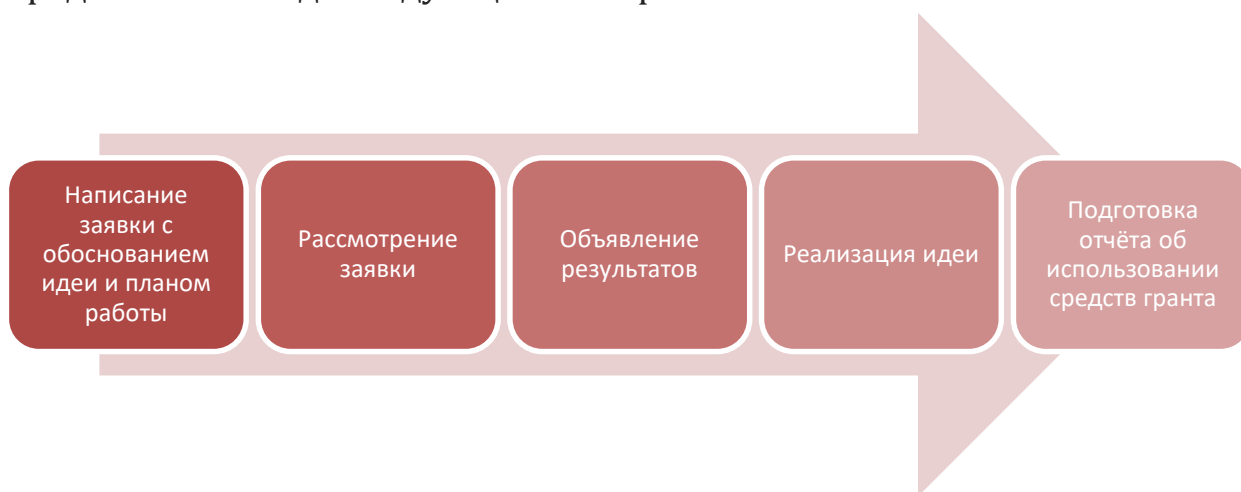 Написание
заявки с
обоснованием
идеи и планом
работы
Рассмотрение
заявки
Объявление
результатов
Реализация идеи
Подготовка
отчёта об
использовании
средств гранта